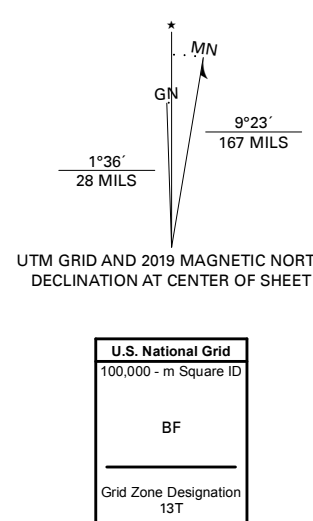 ★
MN
GN
9°23´
167 MILS
1°36´
28 MILS
UTM GRID AND 2019 MAGNETIC NORT
DECLINATION AT CENTER OF SHEET
U.S. National Grid
100,000 - m Square ID
BF
Grid Zone Designation
13T